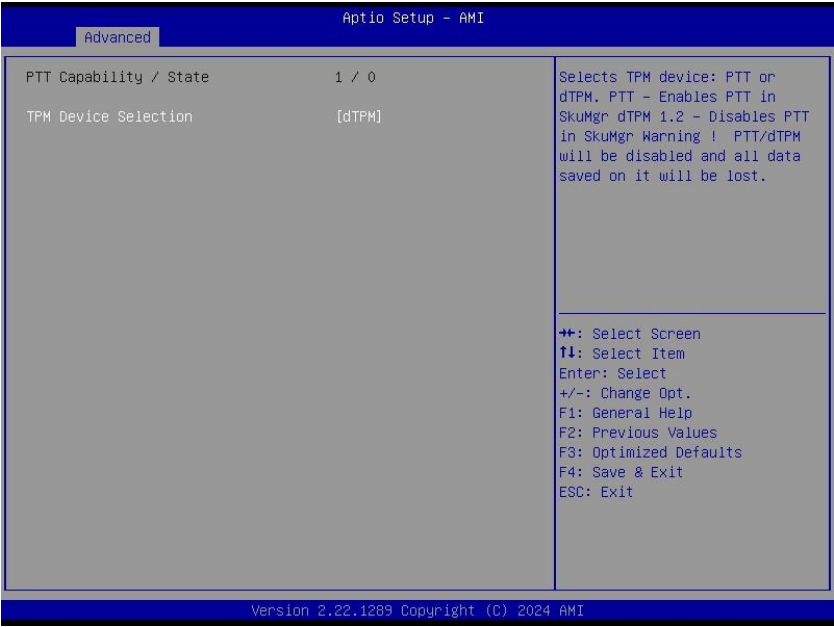 Aptio Setup – AMI
Advanced
PTT Capability / State 1 / 0
TPM Device Selection [dTPM]
Selects TPM device: PTT or
dTPM. PTT – Enables PTT in
SkuMgr dTPM 1.2 – Disables PTT
in SkuMgr Warning ! PTT/dTPM
will be disabled and all data
saved on it will be lost.
→←: Select Screen
↑↓: Select Item
Enter: Select
+/-: Change Opt.
F1: General Help
F2: Previous Values
F3: Optimized Defaults
F4: Save & Exit
ESC: Exit
Version 2.22.1289 Copyright (C) 2024 AMI